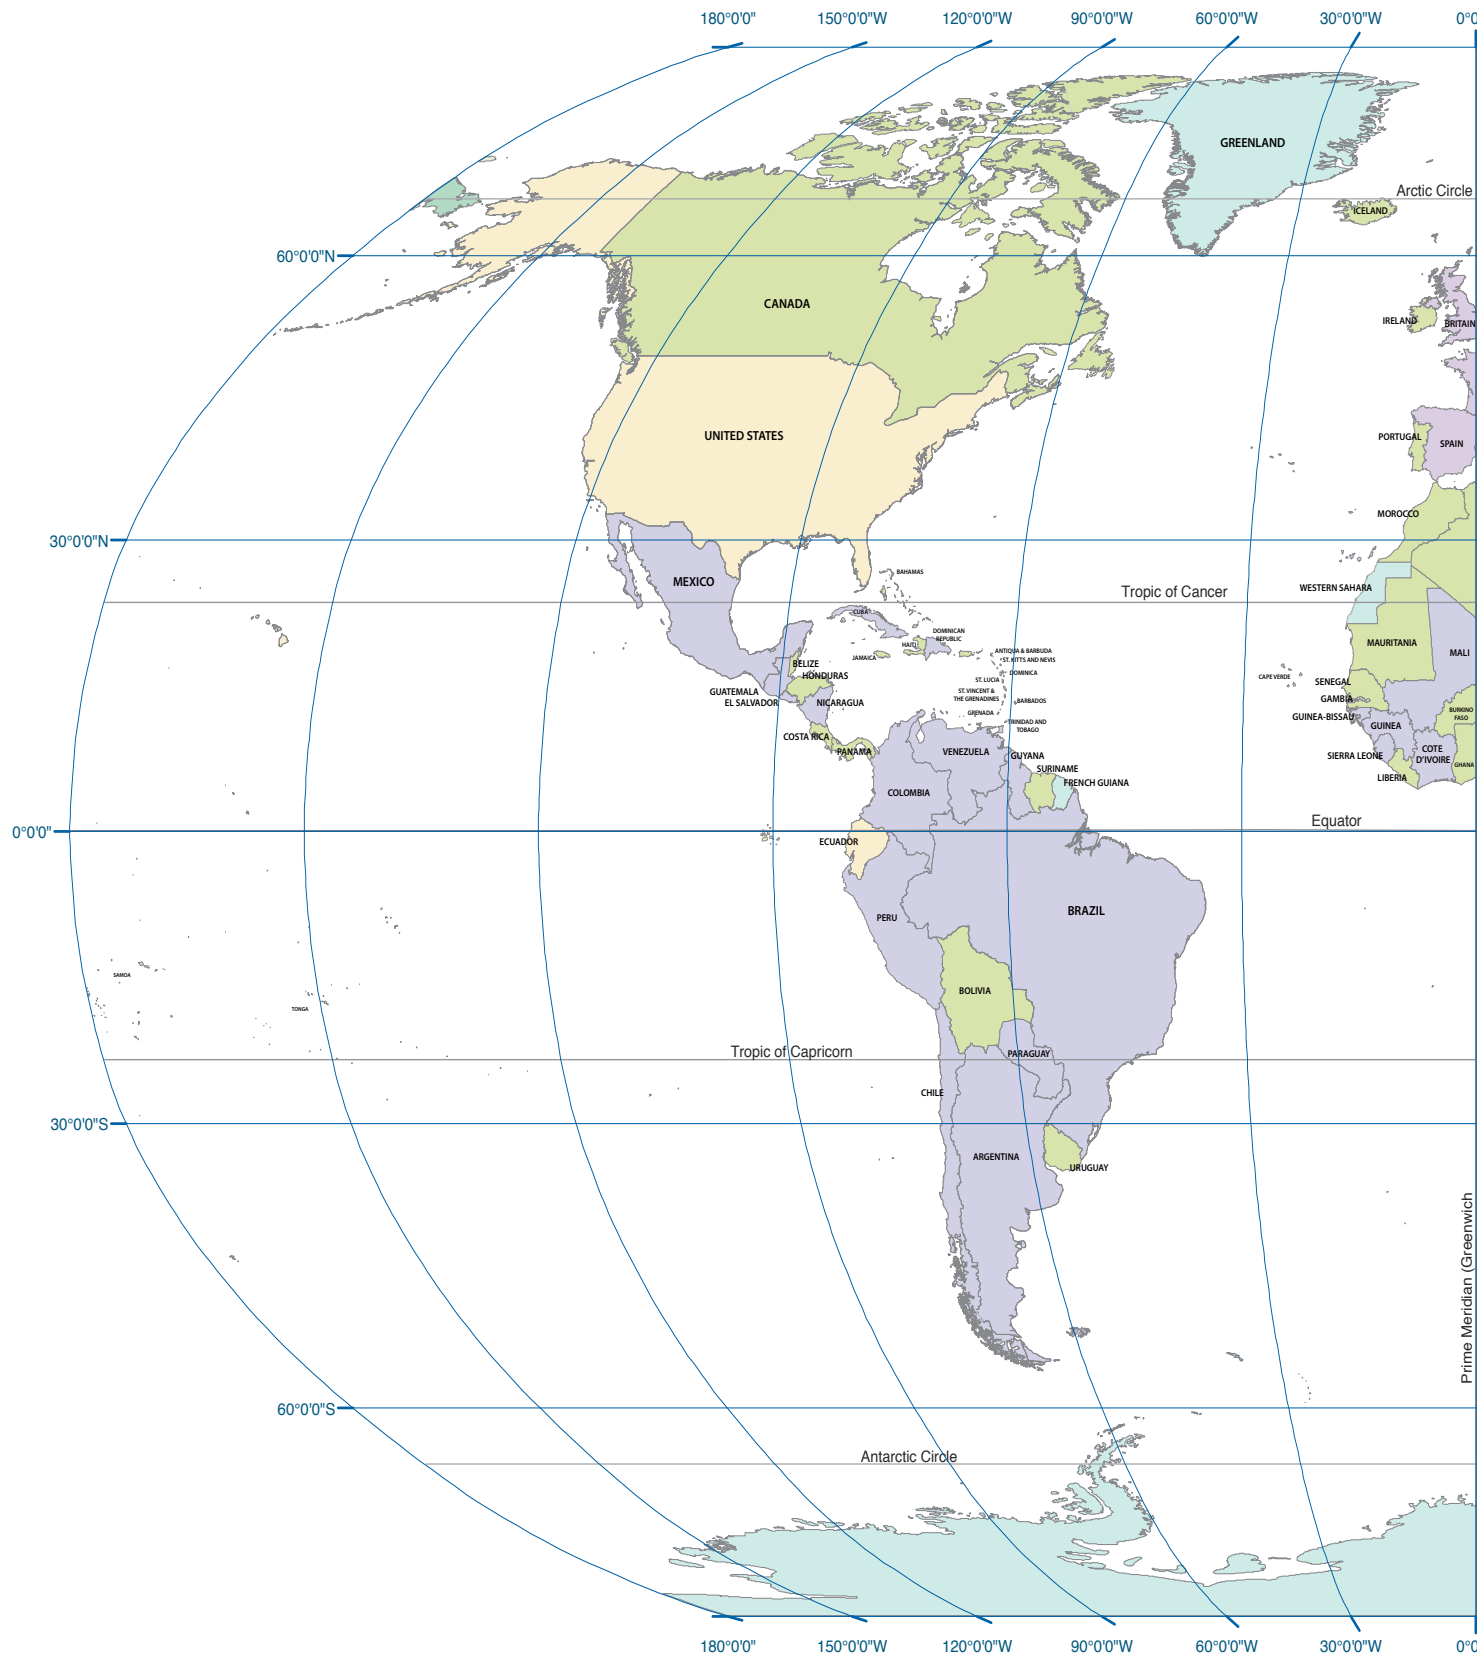 180°0'0" 150°0'0"W 120°0'0"W 90°0'0"W 60°0'0"W 30°0'0"W 0°0
GREENLAND
Arctic Circle
ICELAND
60°0'0"N
CANADA
IRELAND
BRITAIN
UNITED STATES
PORTUGAL
SPAIN
MOROCCO
30°0'0"N
BAHAMAS
MEXICO
WESTERN SAHARA
Tropic of Cancer
CUBA
DOMINICAN
REPUBLIC
HAITI
JAMAICA
MAURITANIA
MALI
ANTIQUA & BARBUDA
ST. KITTS AND NEVIS
DOMINICA
ST. LUCIA
ST. VINCENT &
THE GRENADINES
BARBADOS
GRENADA
TRINIDAD AND
TOBAGO
BELIZE
HONDURAS
GUATEMALA
EL SALVADOR
NICARAGUA
COSTA RICA
PANAMA
CAPE VERDE
SENEGAL
GAMBIA
GUINEA-BISSAU
GUINEA
BURKINO
FASO
SIERRA LEONE
COTE
D'IVOIRE
LIBERIA
GHANA
VENEZUELA
GUYANA
SURINAME
FRENCH GUIANA
COLOMBIA
0°0'0"
Equator
ECUADOR
PERU
BRAZIL
SAMOA
TONGA
BOLIVIA
Tropic of Capricorn
PARAGUAY
CHILE
30°0'0"S
ARGENTINA
URUGUAY
Prime Meridian (Greenwich
60°0'0"S
Antarctic Circle
180°0'0" 150°0'0"W 120°0'0"W 90°0'0"W 60°0'0"W 30°0'0"W 0°0